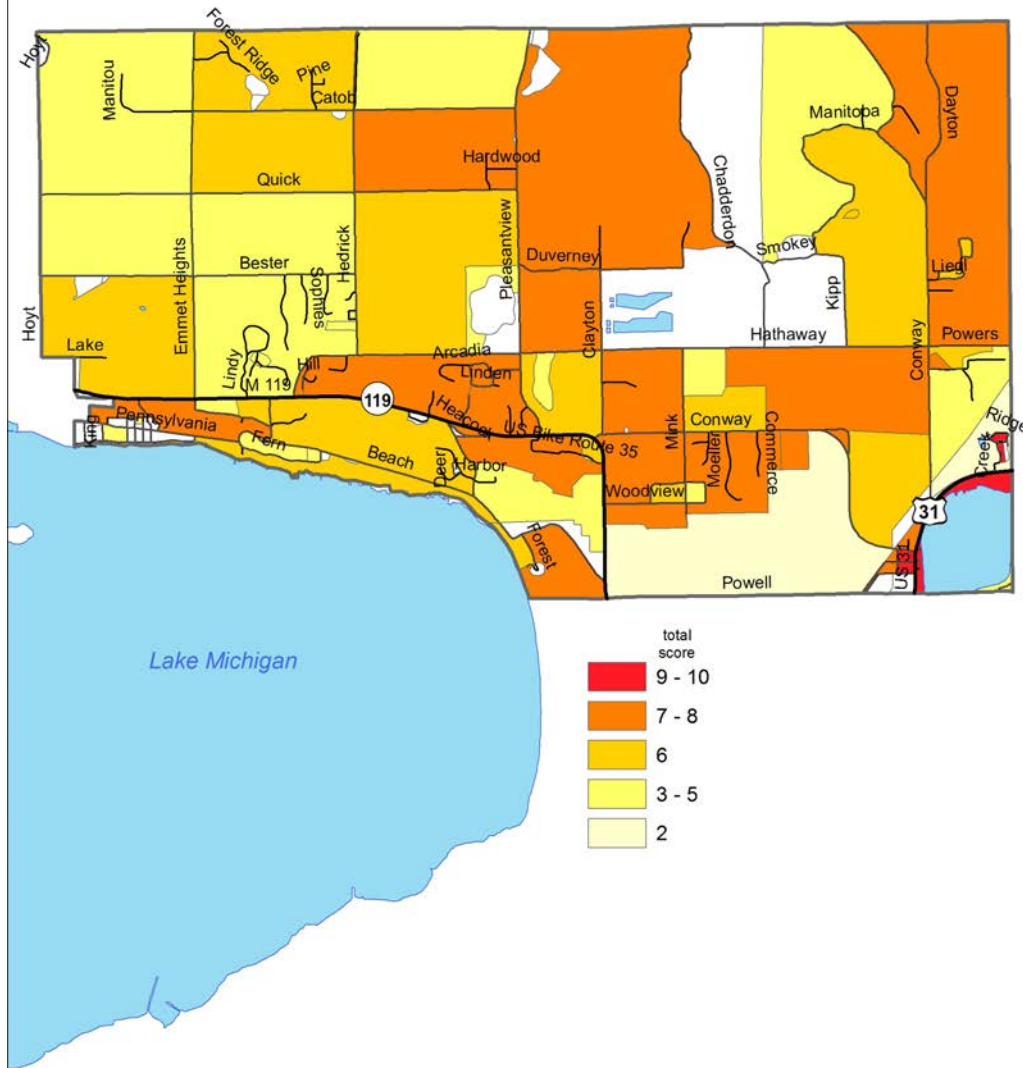 Hoyt
Forest Ridge
Pine
Catob
Manitou
Manitoba
Dayton
Hardwood
Quick
Chadderdon
Smokey
Emmet Heights
Bester
Sophies
Hedrick
Pleasantview
Duverney
Clayton
Kipp
Liegl
Hoyt
Lake
Lindy
M 119
Hill
Arcadia
Linden
Hathaway
Conway
Powers
119
King
Pennsylvania
Fern
Beach
Heacock
US Bike Route 35
Deer
Harbor
Mink
Conway
Moeller
Commerce
Woodview
Ridge
Creek
31
US 31
Forest
Powell
Lake Michigan
total
score
9 - 10
7 - 8
6
3 - 5
2